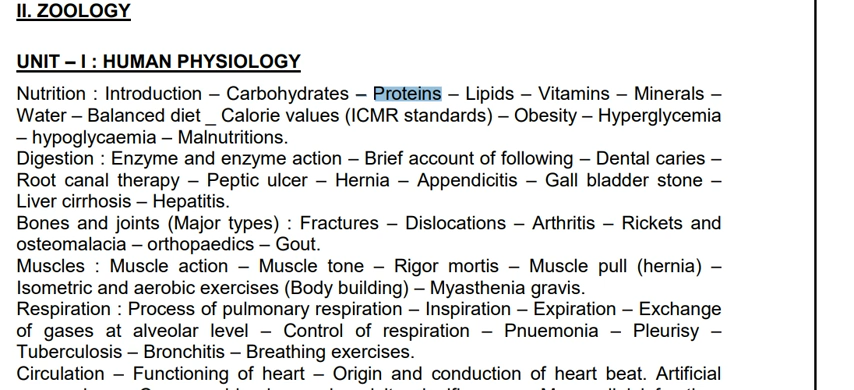 II. ZOOLOGY
UNIT – I : HUMAN PHYSIOLOGY
Nutrition : Introduction – Carbohydrates – Proteins – Lipids – Vitamins – Minerals –
Water – Balanced diet _ Calorie values (ICMR standards) – Obesity – Hyperglycemia
– hypoglycaemia – Malnutritions.
Digestion : Enzyme and enzyme action – Brief account of following – Dental caries –
Root canal therapy – Peptic ulcer – Hernia – Appendicitis – Gall bladder stone –
Liver cirrhosis – Hepatitis.
Bones and joints (Major types) : Fractures – Dislocations – Arthritis – Rickets and
osteomalacia – orthopaedics – Gout.
Muscles : Muscle action – Muscle tone – Rigor mortis – Muscle pull (hernia) –
Isometric and aerobic exercises (Body building) – Myasthenia gravis.
Respiration : Process of pulmonary respiration – Inspiration – Expiration – Exchange
of gases at alveolar level – Control of respiration – Pnuemonia – Pleurisy –
Tuberculosis – Bronchitis – Breathing exercises.
Circulation – Functioning of heart – Origin and conduction of heart beat. Artificial